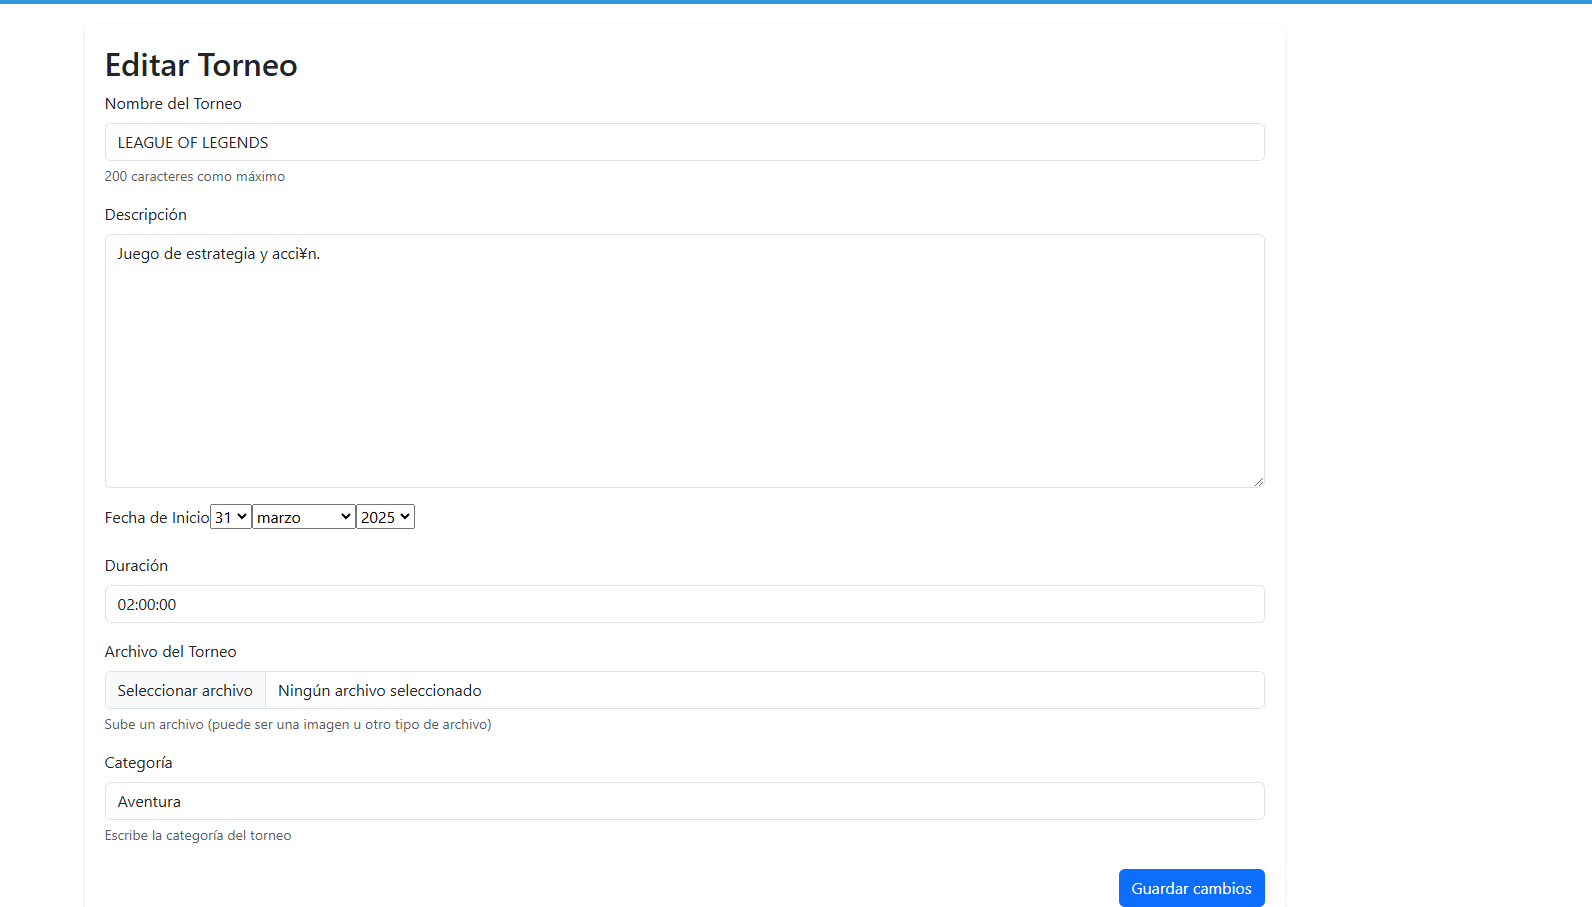 Editar Torneo
Nombre del Torneo
LEAGUE OF LEGENDS
200 caracteres como máximo
Descripción
Juego de estrategia y acci¥n.
Fecha de Inicio 31 marzo 2025
Duración
02:00:00
Archivo del Torneo
Seleccionar archivo Ningún archivo seleccionado
Sube un archivo (puede ser una imagen u otro tipo de archivo)
Categoría
Aventura
Escribe la categoría del torneo
Guardar cambios